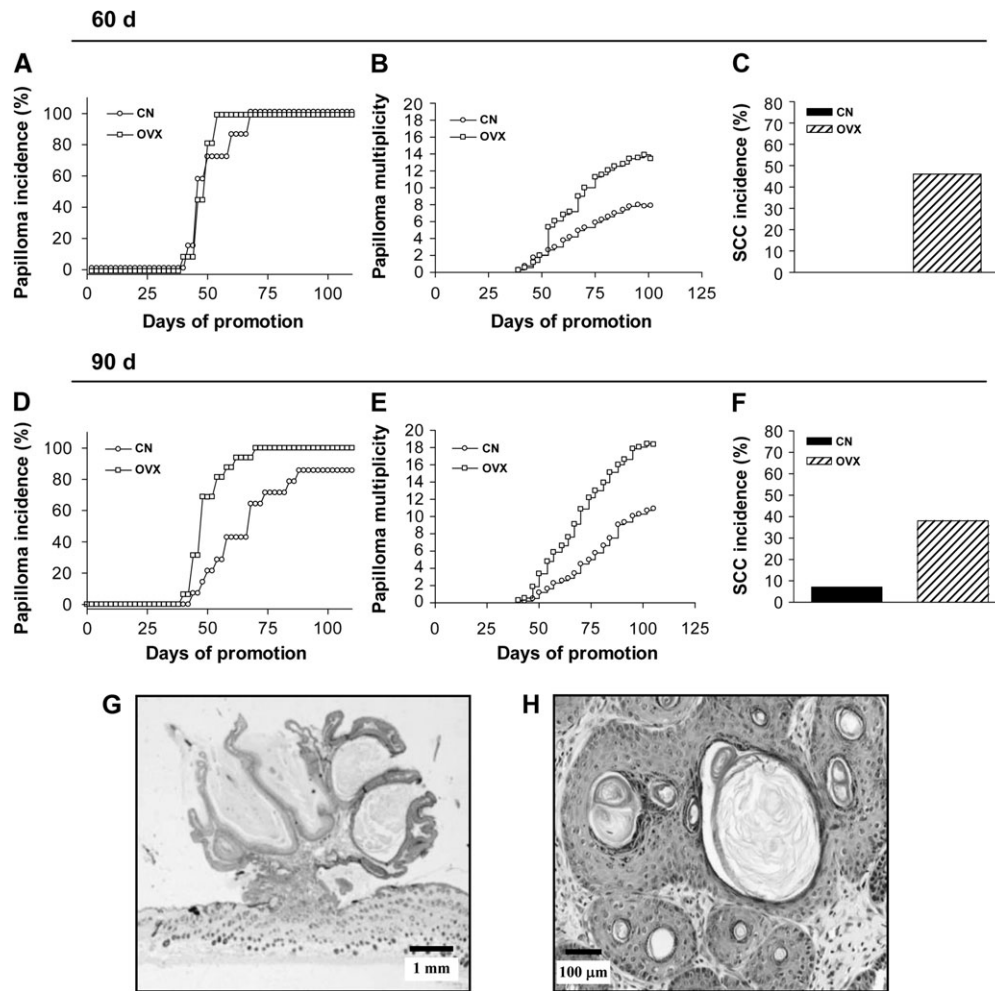 60 d
A
Papilloma incidence (%)
100
80
60
40
20
0
CN
OVX
0
25
50
75
100
Days of promotion
B
Papilloma multiplicity
20
18
16
14
12
10
8
6
4
2
0
CN
OVX
0
25
50
75
100
125
Days of promotion
C
SCC incidence (%)
80
70
60
50
40
30
20
10
0
CN
OVX
90 d
D
Papilloma incidence (%)
100
80
60
40
20
0
CN
OVX
0
25
50
75
100
Days of promotion
E
Papilloma multiplicity
20
18
16
14
12
10
8
6
4
2
0
CN
OVX
0
25
50
75
100
125
Days of promotion
F
SCC incidence (%)
80
70
60
50
40
30
20
10
0
CN
OVX
G
1 mm
H
100 µm